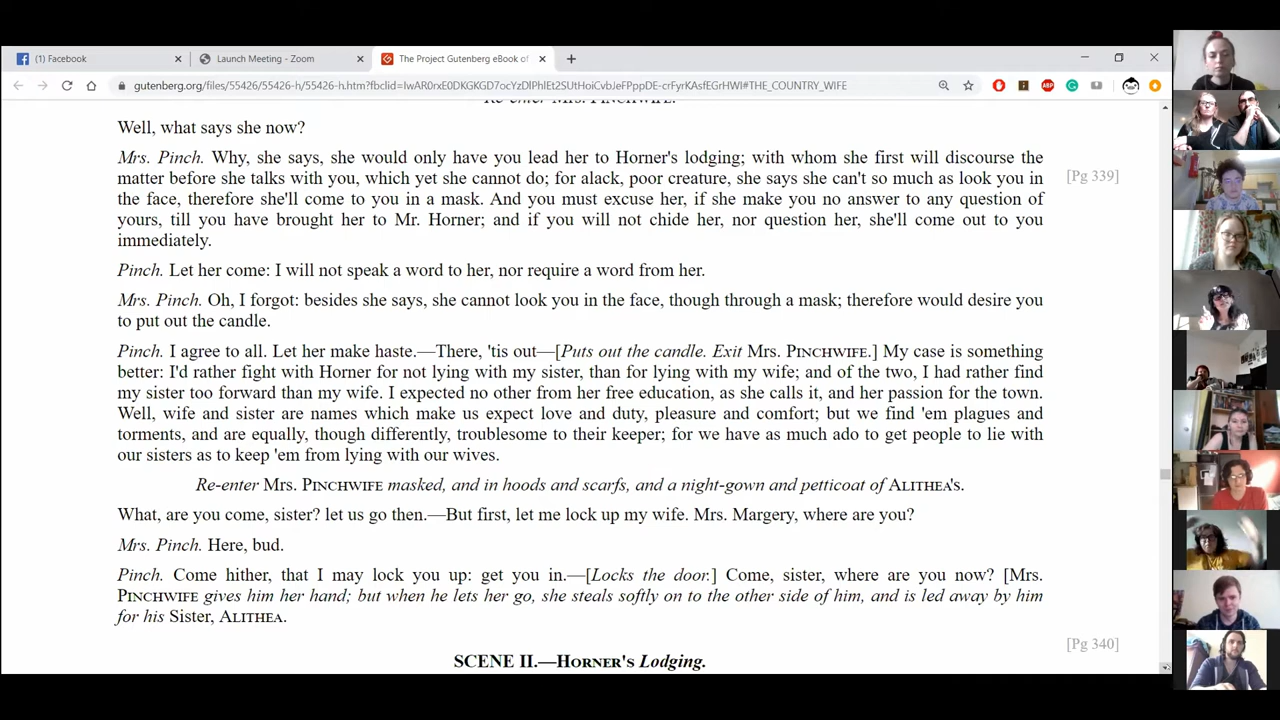 (1) Facebook
Launch Meeting - Zoom
The Project Gutenberg eBook of
gutenberg.org/files/55426/55426-h/55426-h.htm?fbclid=IwAR0rxE0DKGKGD7ocYzDlPhlEt2SUtHoiCvbJeFPppDE-crFyrKAsfEGrHWI#THE_COUNTRY_WIFE
Re-enter Mrs. PINCHWIFE.
Well, what says she now?
Mrs. Pinch. Why, she says, she would only have you lead her to Horner's lodging; with whom she first will discourse the
[Pg 339]
matter before she talks with you, which yet she cannot do; for alack, poor creature, she says she can't so much as look you in
the face, therefore she'll come to you in a mask. And you must excuse her, if she make you no answer to any question of
yours, till you have brought her to Mr. Horner; and if you will not chide her, nor question her, she'll come out to you
immediately.
Pinch. Let her come: I will not speak a word to her, nor require a word from her.
Mrs. Pinch. Oh, I forgot: besides she says, she cannot look you in the face, though through a mask; therefore would desire you
to put out the candle.
Pinch. I agree to all. Let her make haste.—There, 'tis out—[Puts out the candle. Exit Mrs. PINCHWIFE.] My case is something
better: I'd rather fight with Horner for not lying with my sister, than for lying with my wife; and of the two, I had rather find
my sister too forward than my wife. I expected no other from her free education, as she calls it, and her passion for the town.
Well, wife and sister are names which make us expect love and duty, pleasure and comfort; but we find 'em plagues and
torments, and are equally, though differently, troublesome to their keeper; for we have as much ado to get people to lie with
our sisters as to keep 'em from lying with our wives.
Re-enter Mrs. PINCHWIFE masked, and in hoods and scarfs, and a night-gown and petticoat of ALITHEA'S.
What, are you come, sister? let us go then.—But first, let me lock up my wife. Mrs. Margery, where are you?
Mrs. Pinch. Here, bud.
Pinch. Come hither, that I may lock you up: get you in.—[Locks the door.] Come, sister, where are you now? [Mrs.
PINCHWIFE gives him her hand; but when he lets her go, she steals softly on to the other side of him, and is led away by him
for his Sister, ALITHEA.
[Pg 340]
SCENE II.—HORNER'S Lodging.